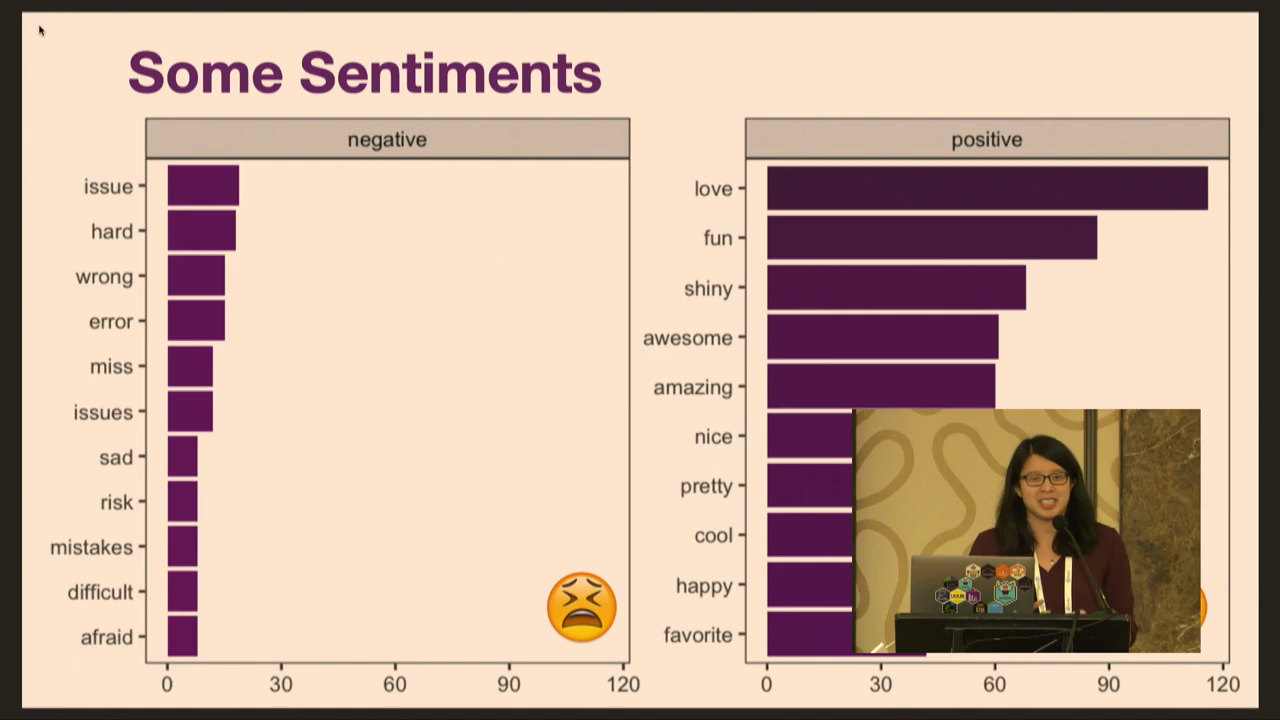 Some Sentiments
negative
issue
hard
wrong
error
miss
issues
sad
risk
mistakes
difficult
afraid
0 30 60 90 120
positive
love
fun
shiny
awesome
amazing
nice
pretty
cool
happy
favorite
0 30 60 90 120